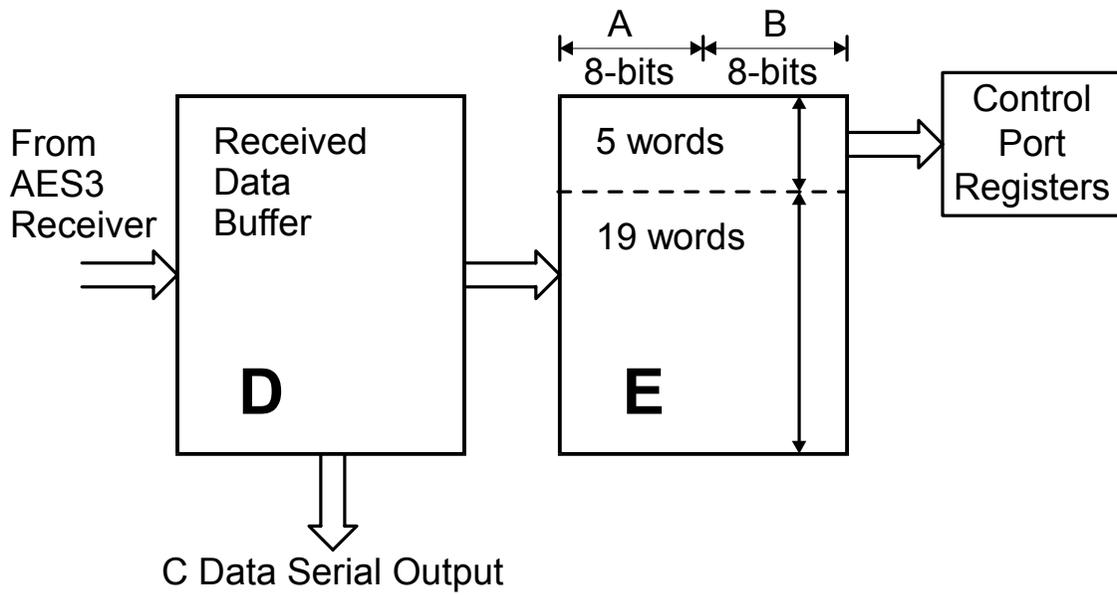 A
B
8-bits
8-bits
From
AES3
Receiver
Received
Data
Buffer
D
5 words
19 words
E
Control
Port
Registers
C Data Serial Output